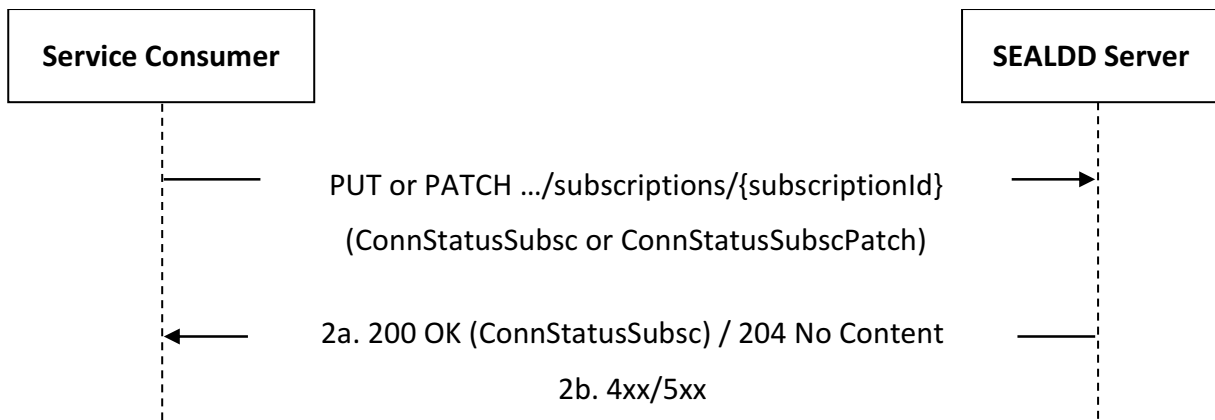 Service Consumer
SEALDD Server
PUT or PATCH …/subscriptions/{subscriptionId}
(ConnStatusSubsc or ConnStatusSubscPatch)
2a. 200 OK (ConnStatusSubsc) / 204 No Content
2b. 4xx/5xx